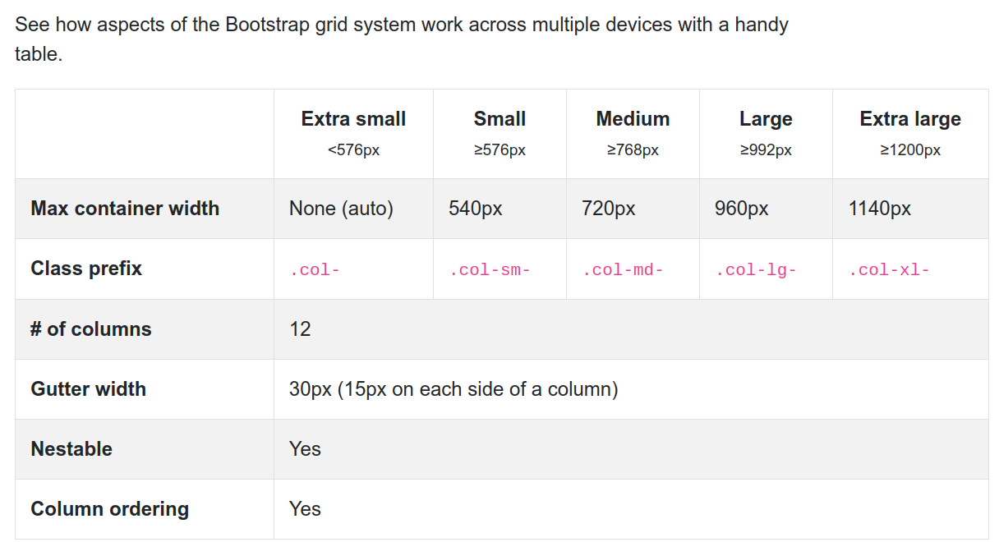 See how aspects of the Bootstrap grid system work across multiple devices with a handy
table.
Extra small Small Medium Large Extra large
<576px ≥576px ≥768px ≥992px ≥1200px
Max container width None (auto) 540px 720px 960px 1140px
Class prefix .col- .col-sm- .col-md- .col-lg- .col-xl-
# of columns 12
Gutter width 30px (15px on each side of a column)
Nestable Yes
Column ordering Yes